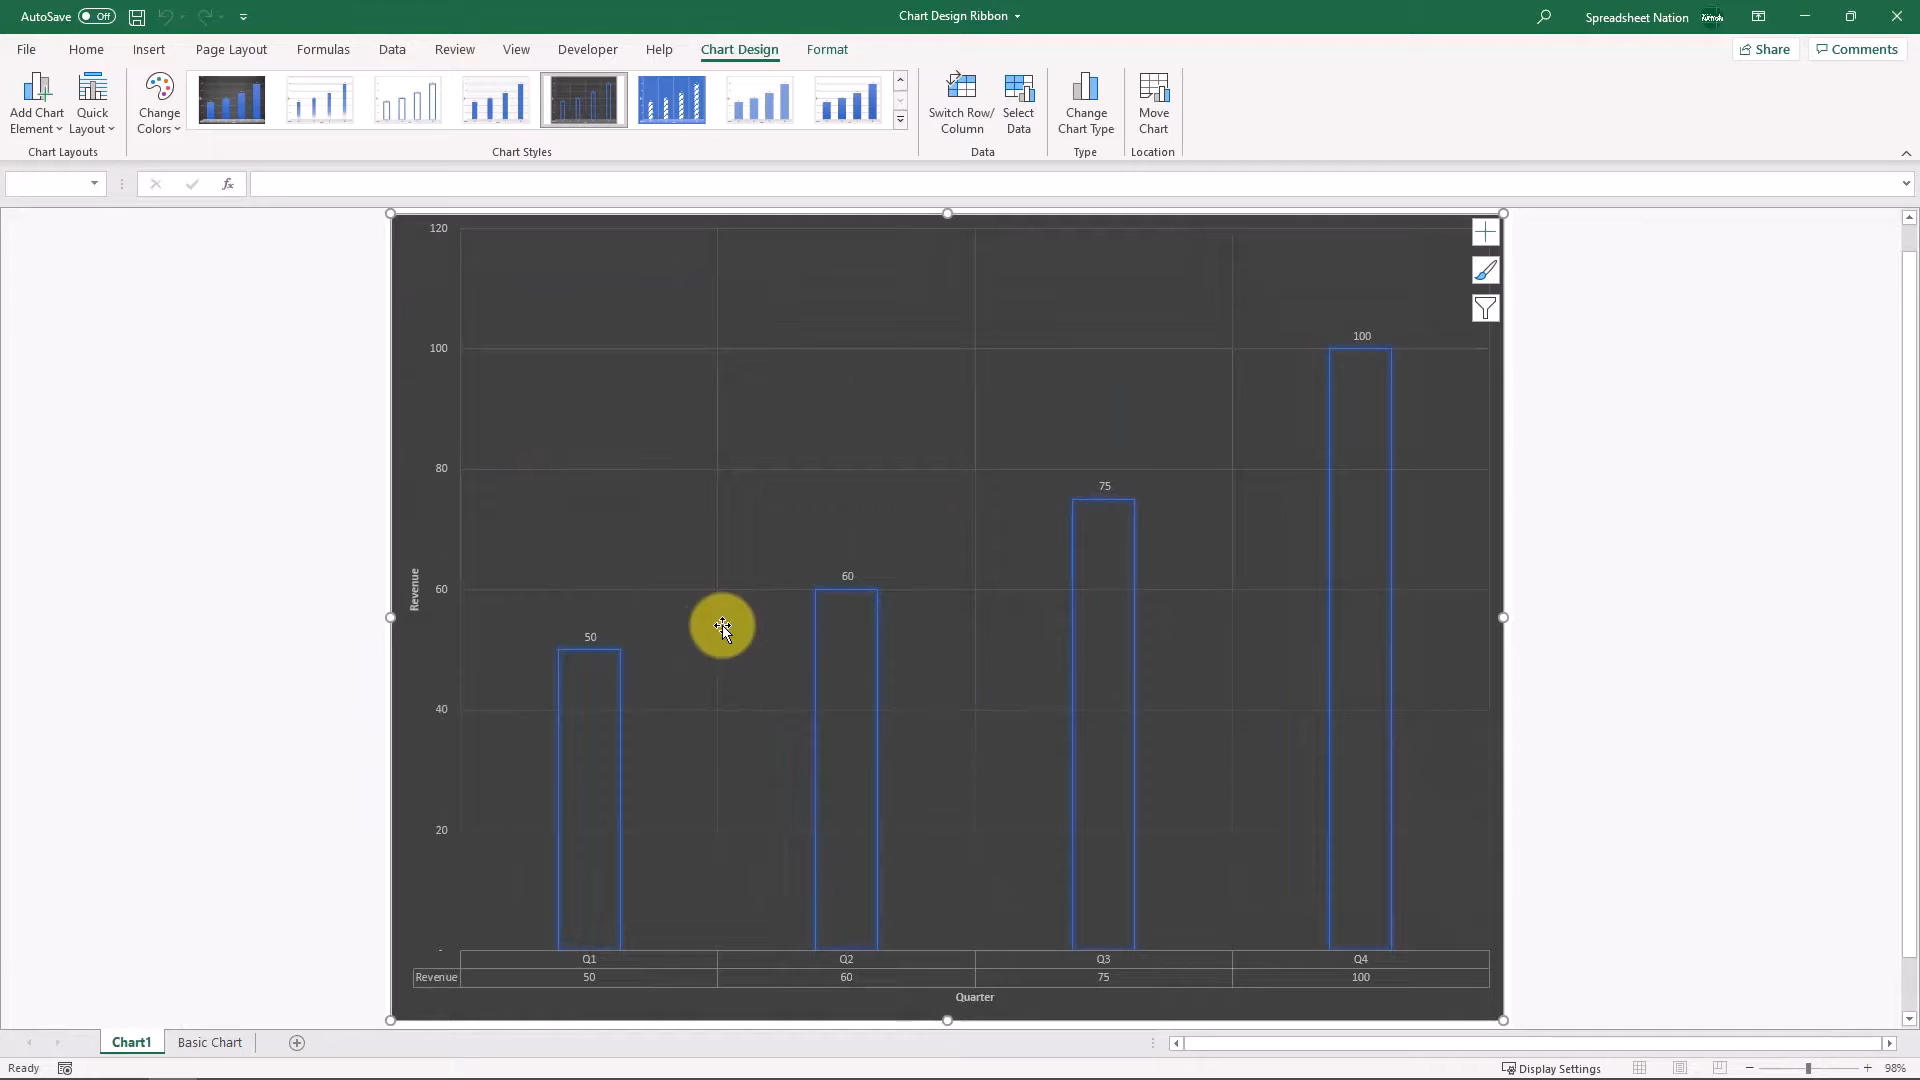 AutoSave Off
Chart Design Ribbon
Spreadsheet Nation
File Home Insert Page Layout Formulas Data Review View Developer Help Chart Design Format
Share Comments
Add Chart Element
Quick Layout
Change Colors
Switch Row/ Column
Select Data
Change Chart Type
Move Chart
Chart Layouts
Chart Styles
Data
Type
Location
fx
120
100
80
60
40
20
-
Revenue
50
60
75
100
Q1 Q2 Q3 Q4
Revenue 50 60 75 100
Quarter
Chart1 Basic Chart
Ready
Display Settings
98%